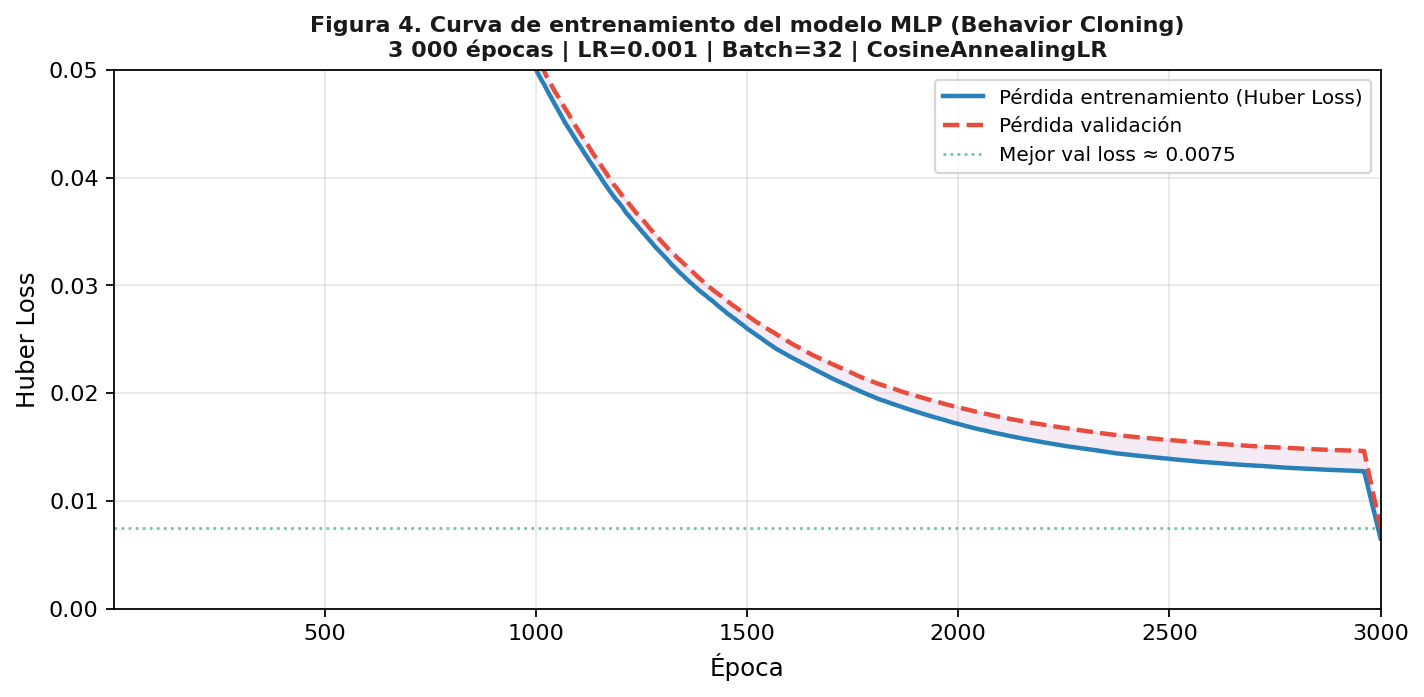 Figura 4. Curva de entrenamiento del modelo MLP (Behavior Cloning)
3 000 épocas | LR=0.001 | Batch=32 | CosineAnnealingLR
Pérdida entrenamiento (Huber Loss)
Pérdida validación
Mejor val loss ≈ 0.0075
Huber Loss
0.05
0.04
0.03
0.02
0.01
0.00
500
1000
1500
2000
2500
3000
Época